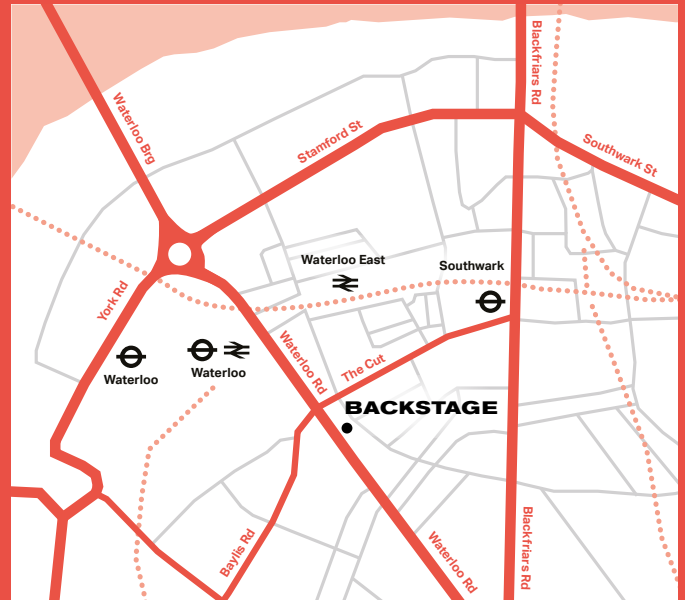 Blackfriars Rd
Waterloo Brg
Stamford St
Southwark St
Waterloo East
Southwark
York Rd
Waterloo
Waterloo
Waterloo Rd
The Cut
BACKSTAGE
Baylis Rd
Waterloo Rd
Blackfriars Rd